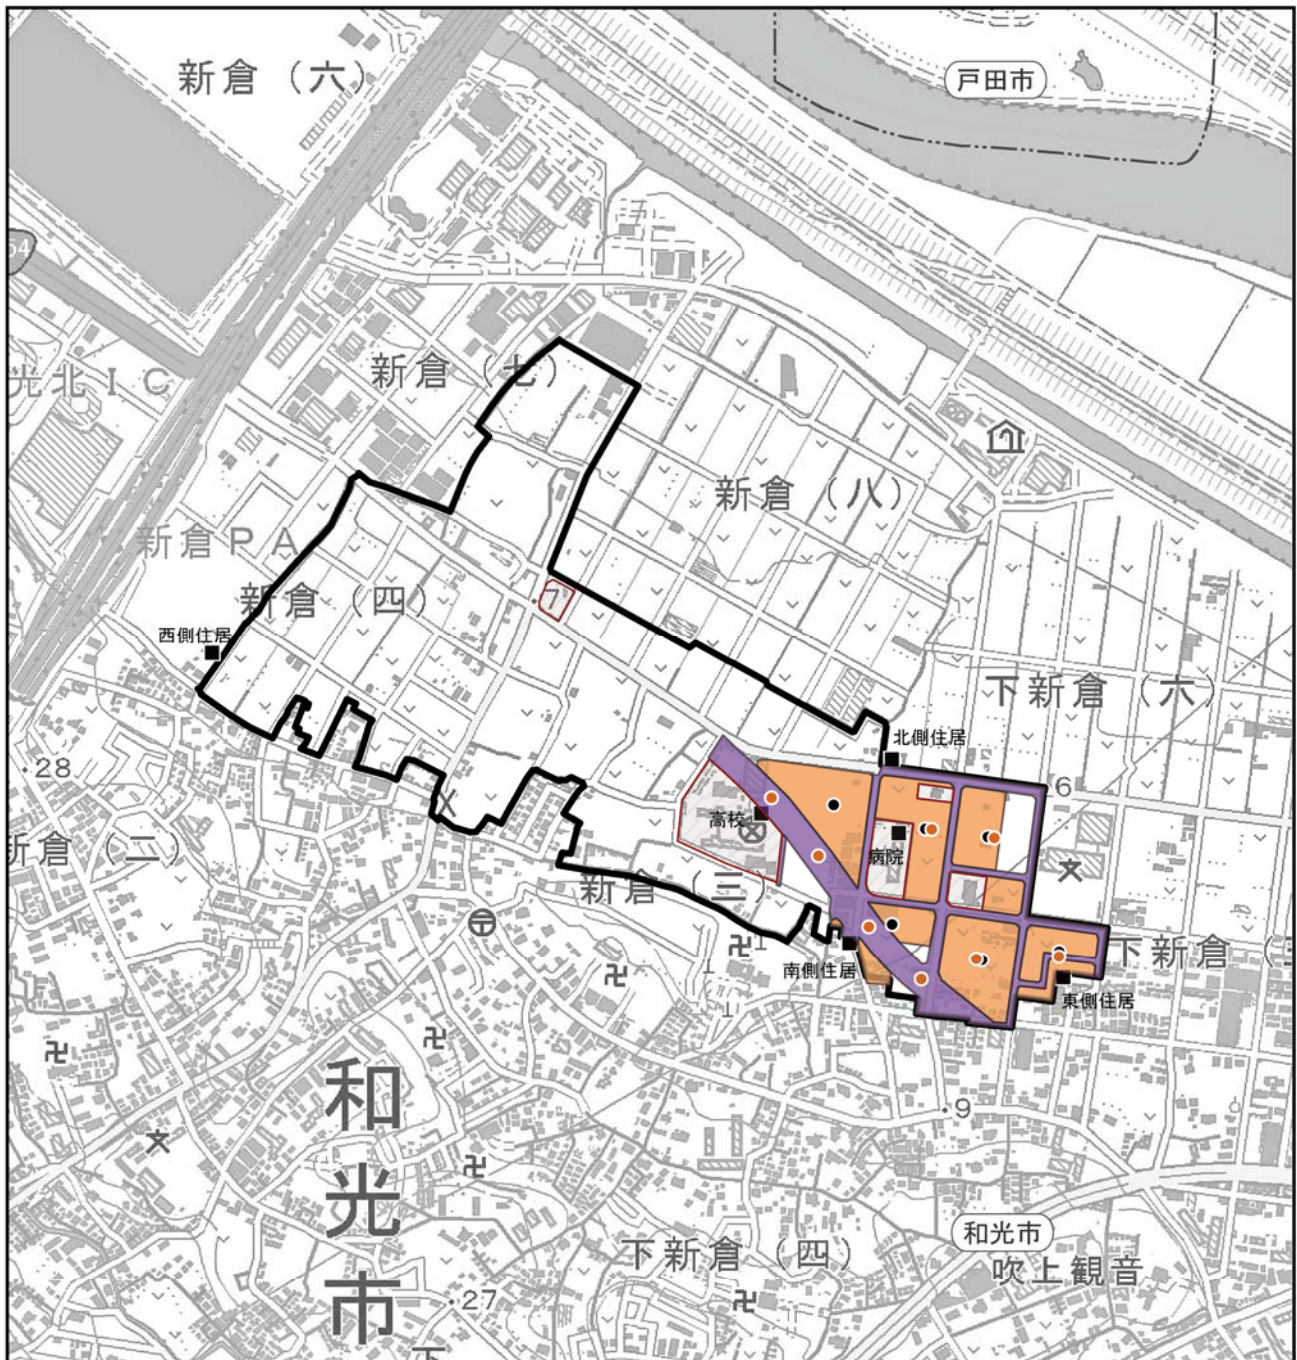 新倉（六）
戸田市
54
新倉（七）
光北ＩＣ
新倉（八）
新倉ＰＡ
新倉（四）
7
西側住居
下新倉（六）
北側住居
28
6
高校
病院
新倉（二）
新倉（三）
南側住居
下新倉（三
東側住居
和光市
9
和光市
下新倉（四）
吹上観音
27
下